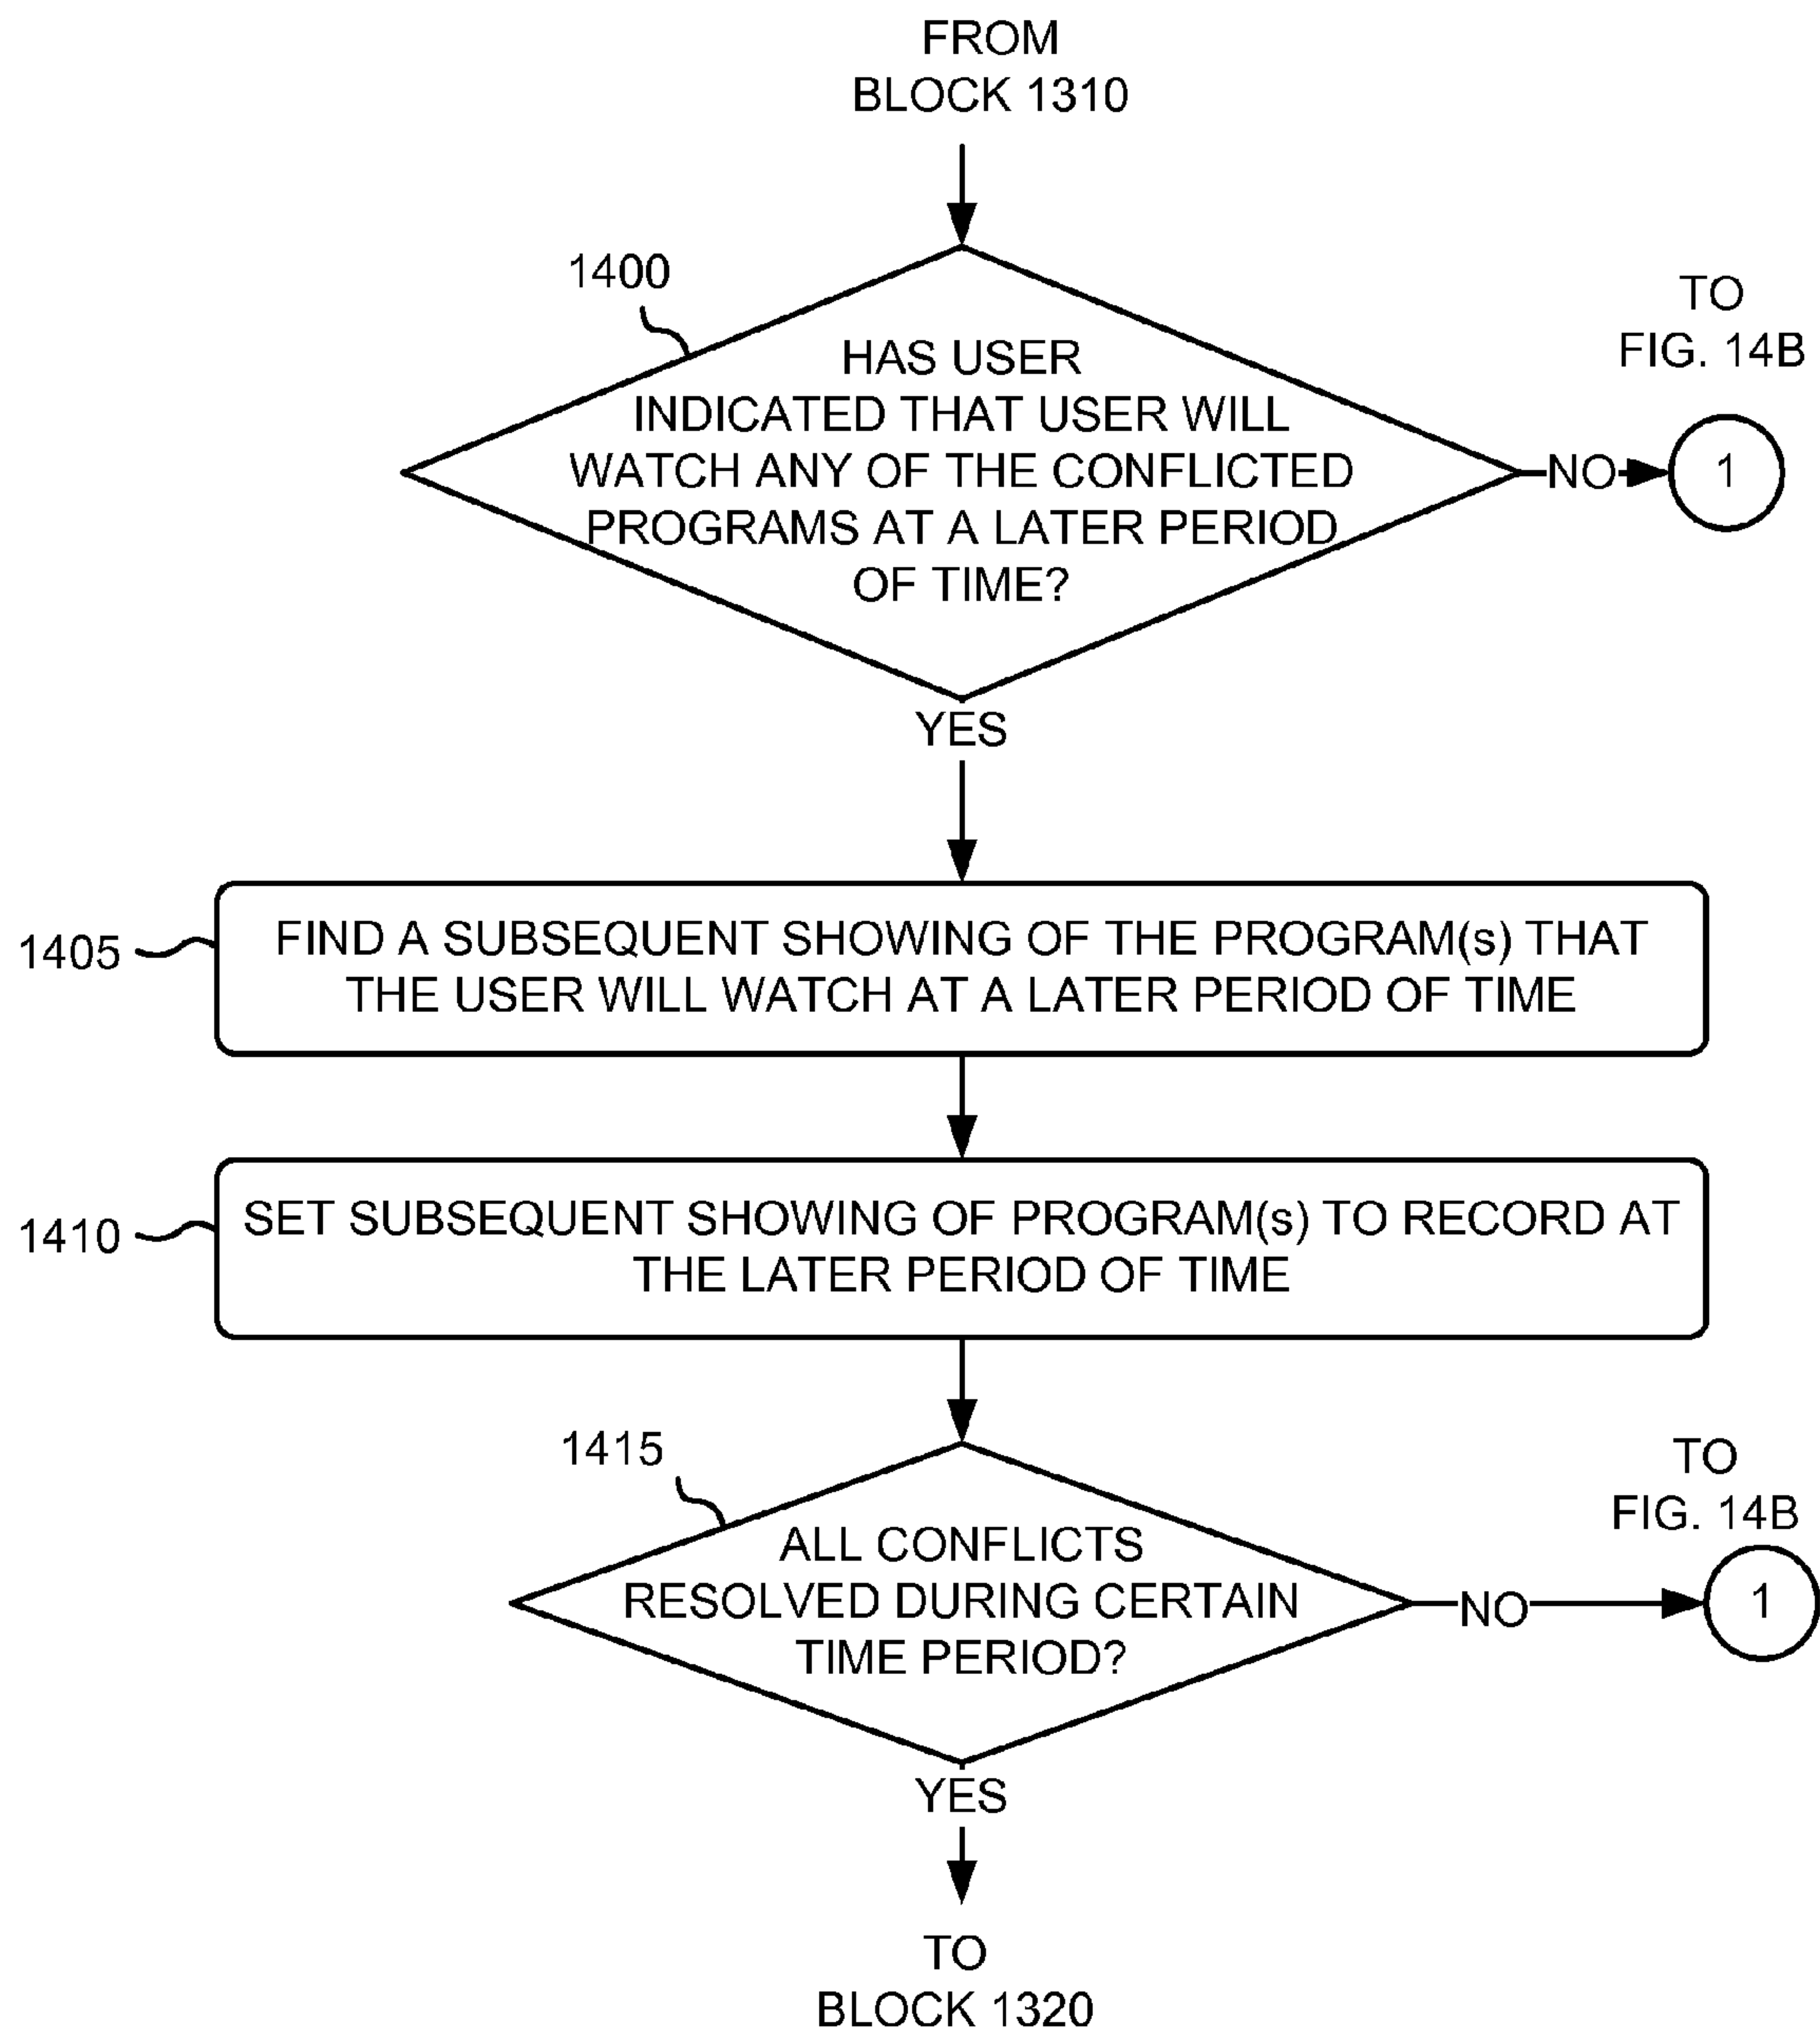 FROM
BLOCK 1310
1400
HAS USER
INDICATED THAT USER WILL
WATCH ANY OF THE CONFLICTED
PROGRAMS AT A LATER PERIOD
OF TIME?
TO
FIG. 14B
NO
1
YES
1405
FIND A SUBSEQUENT SHOWING OF THE PROGRAM(s) THAT
THE USER WILL WATCH AT A LATER PERIOD OF TIME
1410
SET SUBSEQUENT SHOWING OF PROGRAM(s) TO RECORD AT
THE LATER PERIOD OF TIME
1415
ALL CONFLICTS
RESOLVED DURING CERTAIN
TIME PERIOD?
TO
FIG. 14B
NO
1
YES
TO
BLOCK 1320